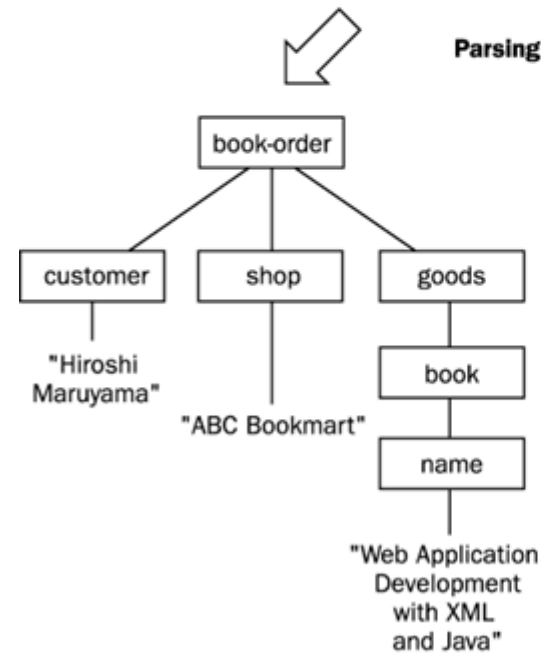 Parsing
book-order
customer
shop
goods
"Hiroshi
Maruyama"
book
"ABC Bookmart"
name
"Web Application
Development
with XML
and Java"